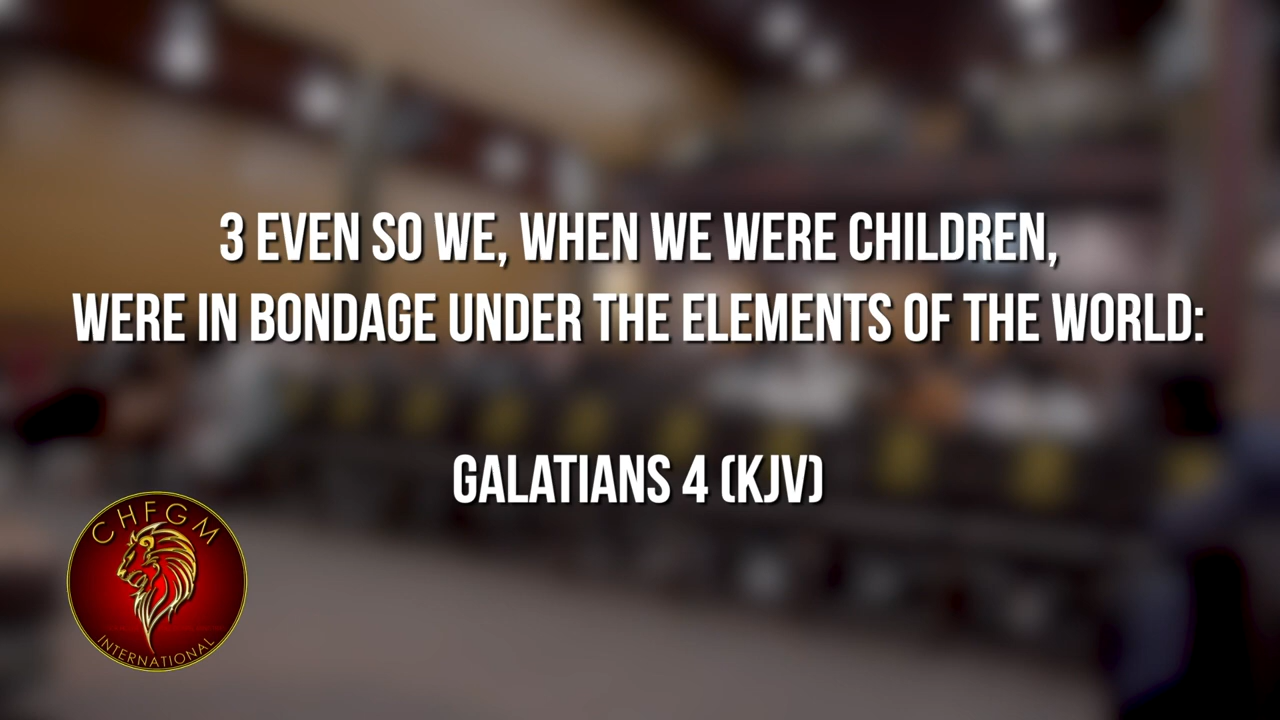 3 EVEN SO WE, WHEN WE WERE CHILDREN,
WERE IN BONDAGE UNDER THE ELEMENTS OF THE WORLD:
GALATIANS 4 (KJV)
CHFGM
INTERNATIONAL